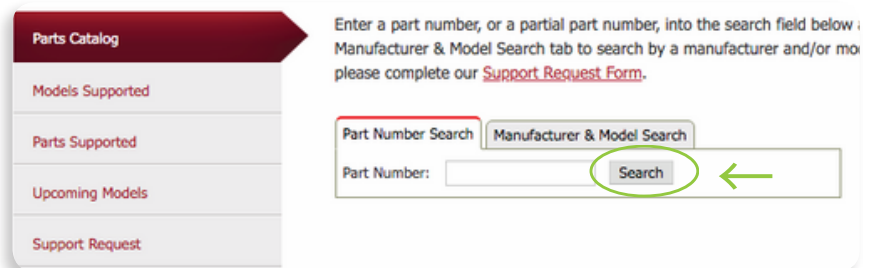 Parts Catalog
Models Supported
Parts Supported
Upcoming Models
Support Request
Enter a part number, or a partial part number, into the search field below
Manufacturer & Model Search tab to search by a manufacturer and/or
please complete our Support Request Form.
Part Number Search
Manufacturer & Model Search
Part Number:
Search